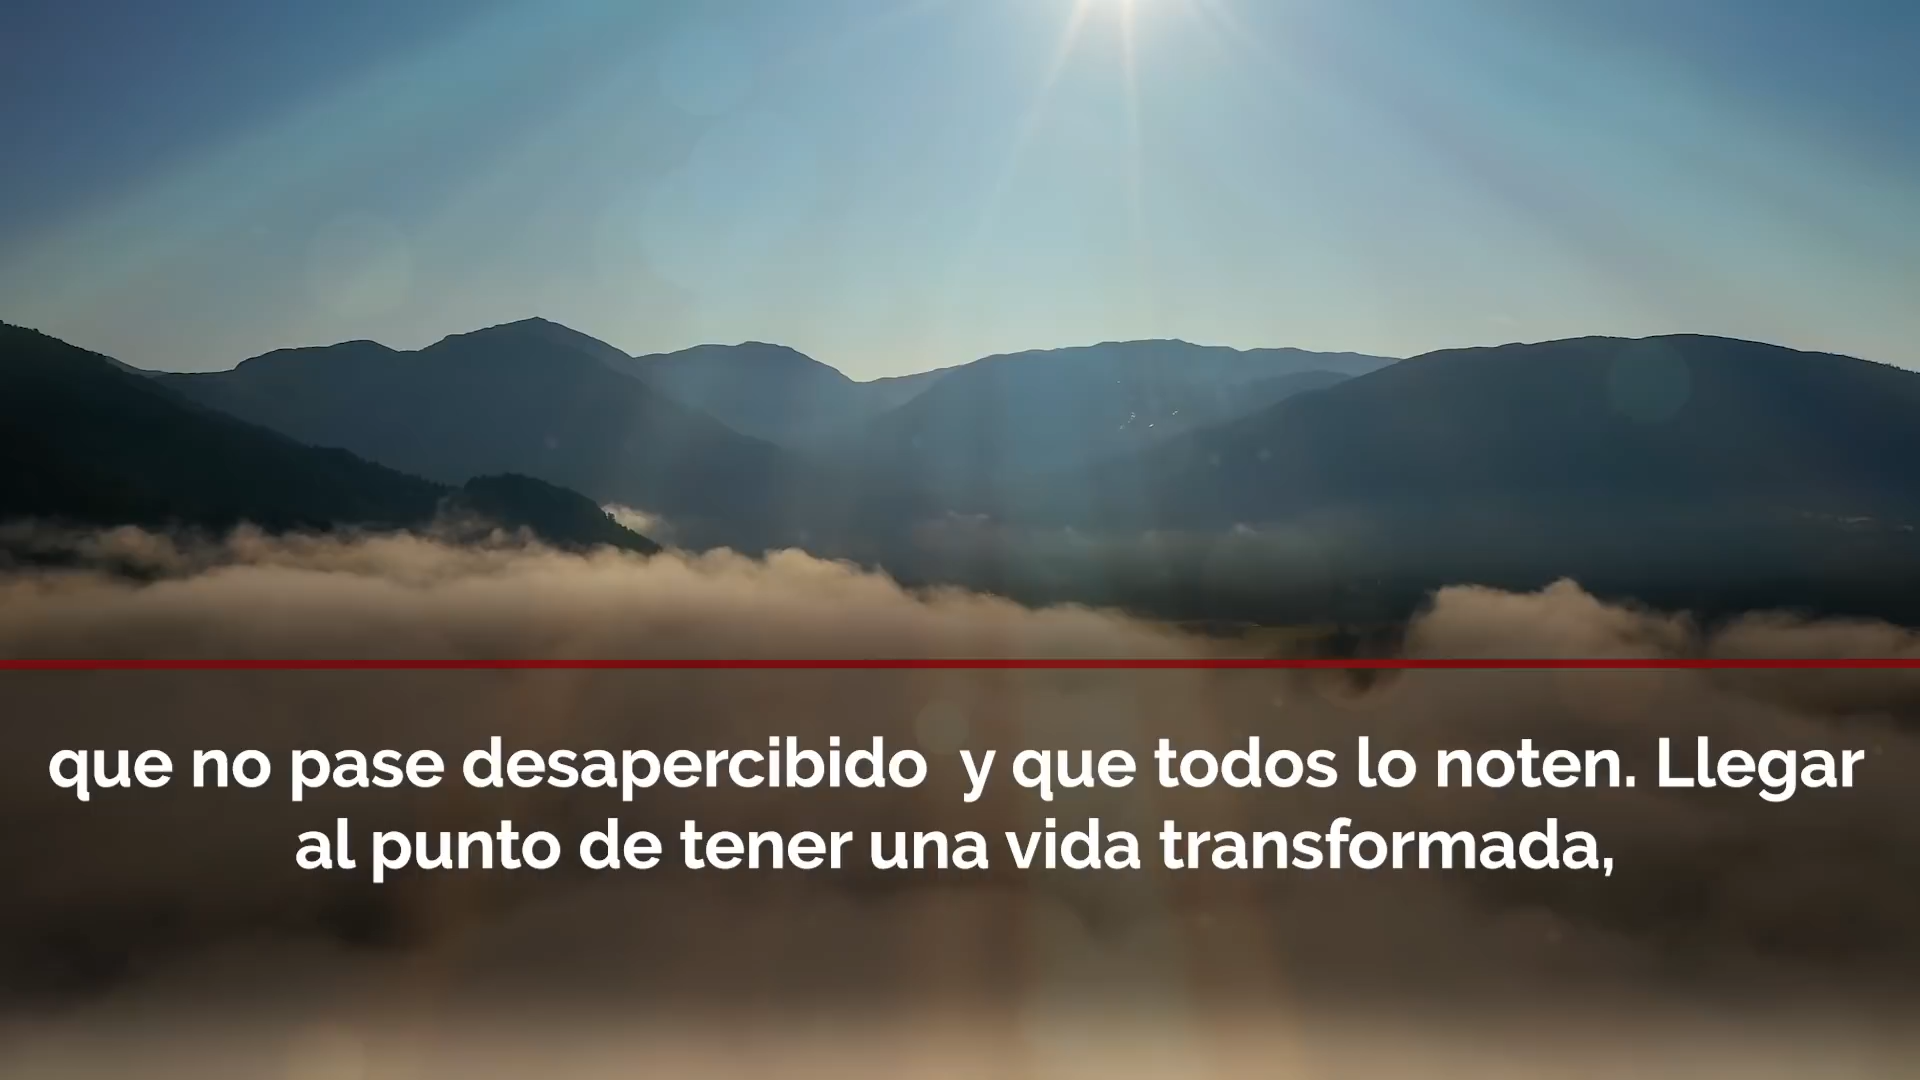 que no pase desapercibido  y que todos lo noten. Llegar
al punto de tener una vida transformada,